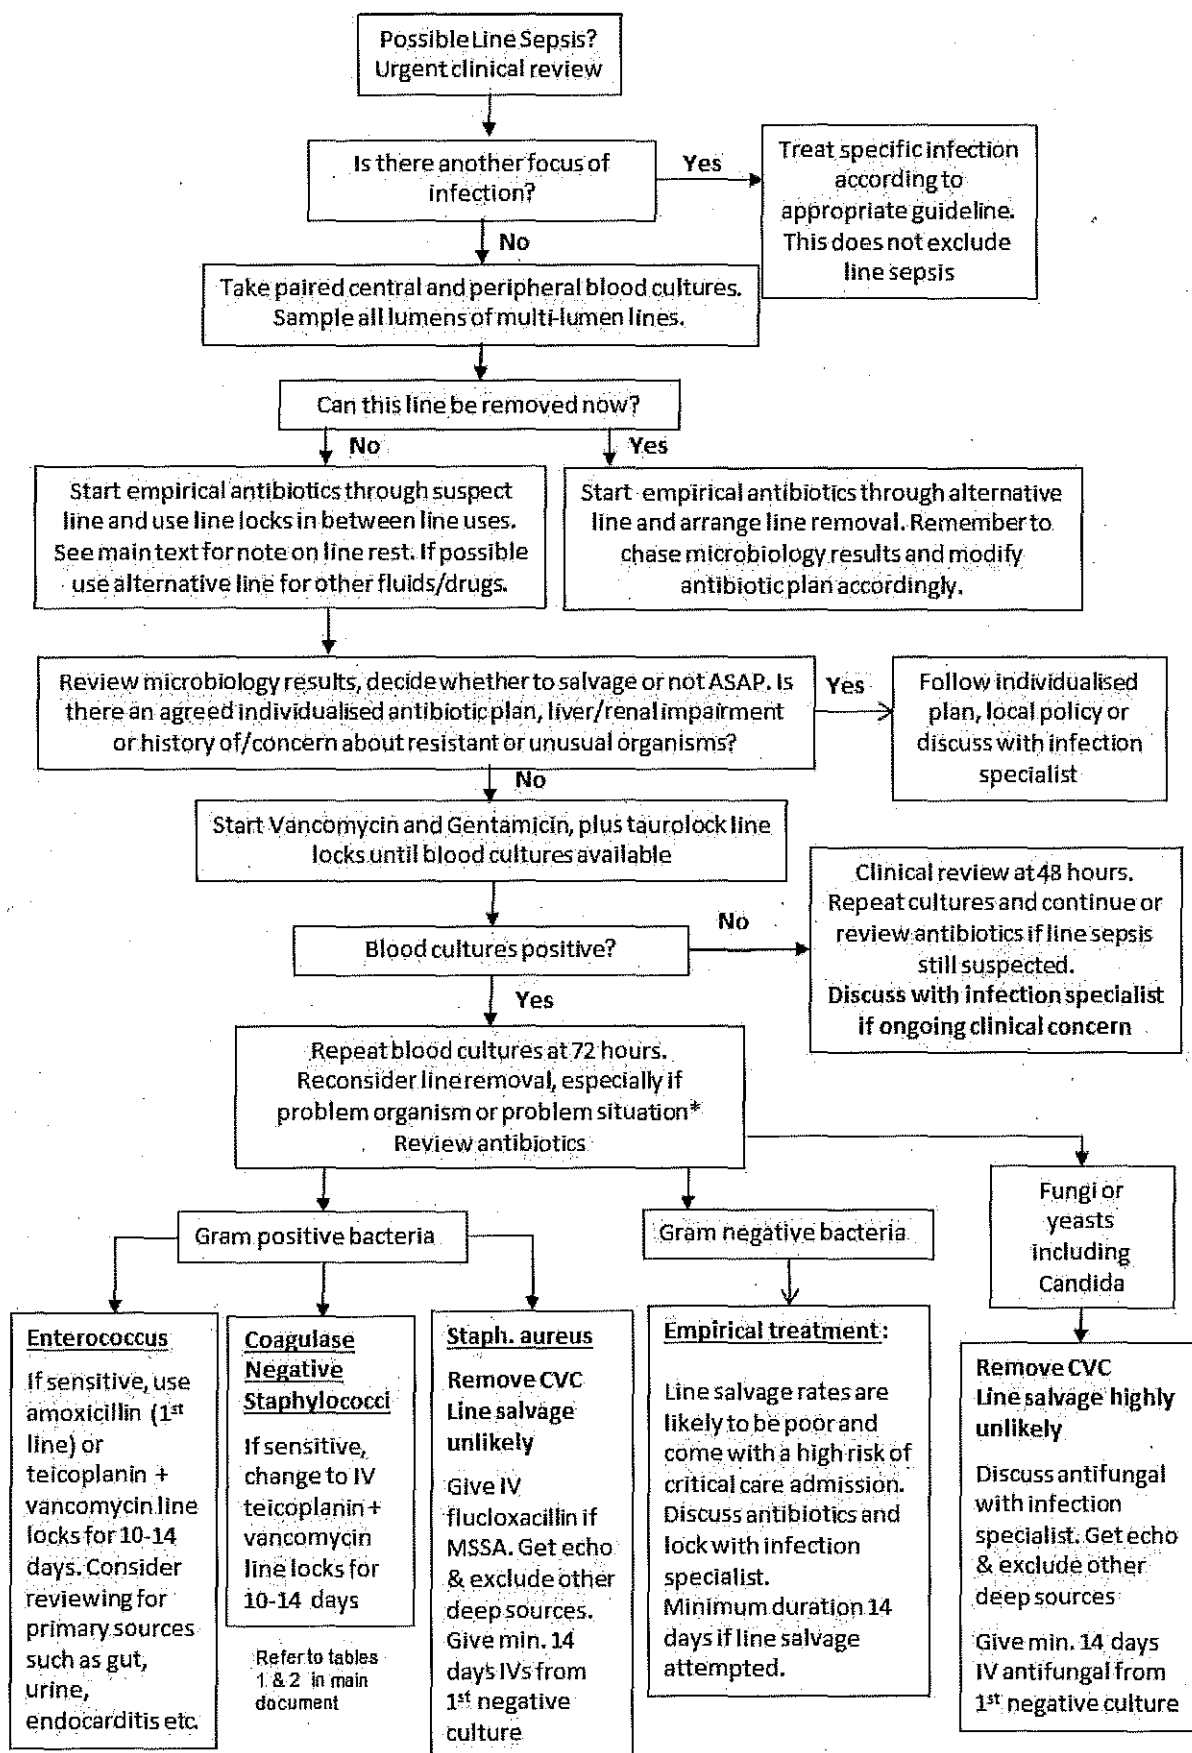 Possible Line Sepsis?
Urgent clinical review
Is there another focus of
infection?
Yes
Treat specific infection
according to
appropriate guideline.
This does not exclude
line sepsis
No
Take paired central and peripheral blood cultures.
Sample all lumens of multi-lumen lines.
Can this line be removed now?
No
Yes
Start empirical antibiotics through suspect
line and use line locks in between line uses.
See main text for note on line rest. If possible
use alternative line for other fluids/drugs.
Start empirical antibiotics through alternative
line and arrange line removal. Remember to
chase microbiology results and modify
antibiotic plan accordingly.
Review microbiology results, decide whether to salvage or not ASAP. Is
there an agreed individualised antibiotic plan, liver/renal impairment
or history of/concern about resistant or unusual organisms?
Yes
Follow individualised
plan, local policy or
discuss with infection
specialist
No
Start Vancomycin and Gentamicin, plus taurolock line
locks until blood cultures available
Blood cultures positive?
No
Clinical review at 48 hours.
Repeat cultures and continue or
review antibiotics if line sepsis
still suspected.
Discuss with infection specialist
if ongoing clinical concern
Yes
Repeat blood cultures at 72 hours.
Reconsider line removal, especially if
problem organism or problem situation*
Review antibiotics
Gram positive bacteria
Gram negative bacteria
Fungi or
yeasts
including
Candida
Enterococcus
If sensitive, use
amoxicillin (1st
line) or
teicoplanin +
vancomycin line
locks for 10-14
days. Consider
reviewing for
primary sources
such as gut,
urine,
endocarditis etc.
Coagulase
Negative
Staphylococci
If sensitive,
change to IV
teicoplanin +
vancomycin
line locks for
10-14 days
Refer to tables
1 & 2 in main
document
Staph. aureus
Remove CVC
Line salvage
unlikely
Give IV
flucloxacillin if
MSSA. Get echo
& exclude other
deep sources.
Give min. 14
days IVs from
1st negative
culture
Empirical treatment:
Line salvage rates are
likely to be poor and
come with a high risk of
critical care admission.
Discuss antibiotics and
lock with infection
specialist.
Minimum duration 14
days if line salvage
attempted.
Remove CVC
Line salvage highly
unlikely
Discuss antifungal
with infection
specialist. Get echo
& exclude other
deep sources
Give min. 14 days
IV antifungal from
1st negative culture